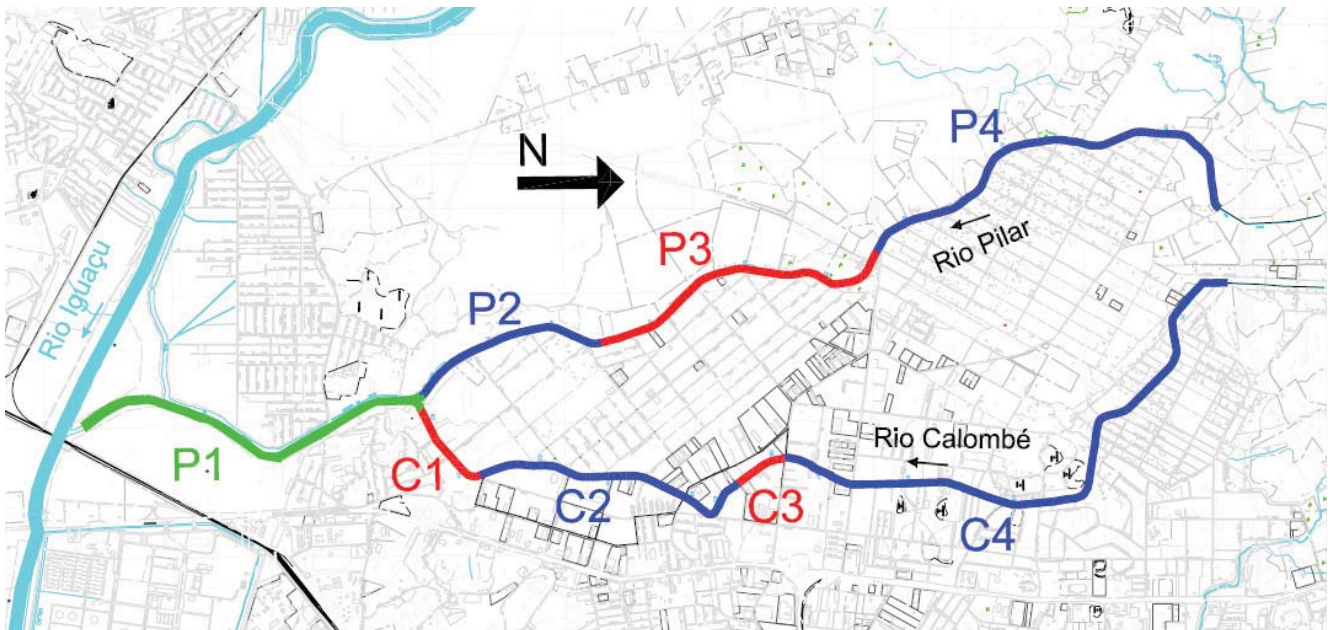 P4
N
P3
Rio Pilar
Rio Iguaçu
P2
P1
C1
C2
C3
Rio Calombé
C4